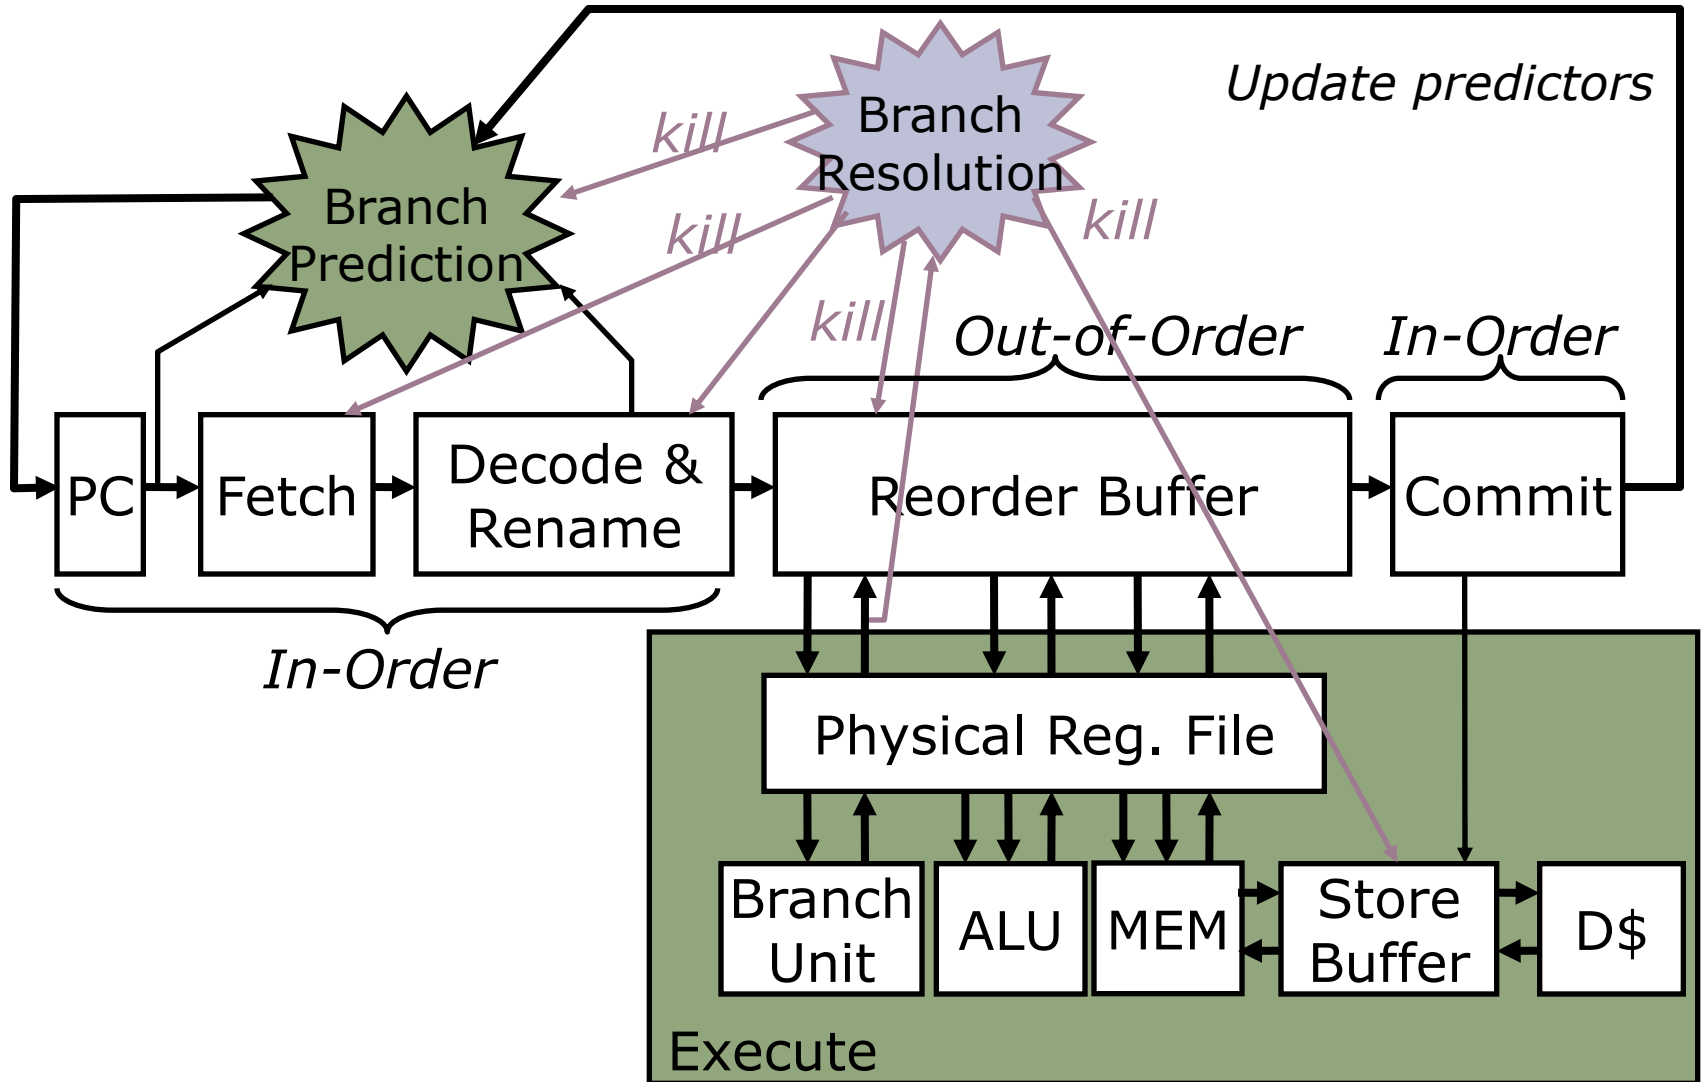 Update predictors
Branch
Resolution
kill
kill
kill
kill
Branch
Prediction
Out-of-Order
In-Order
PC
Fetch
Decode &
Rename
Reorder Buffer
Commit
In-Order
Physical Reg. File
Branch
Unit
ALU
MEM
Store
Buffer
D$
Execute